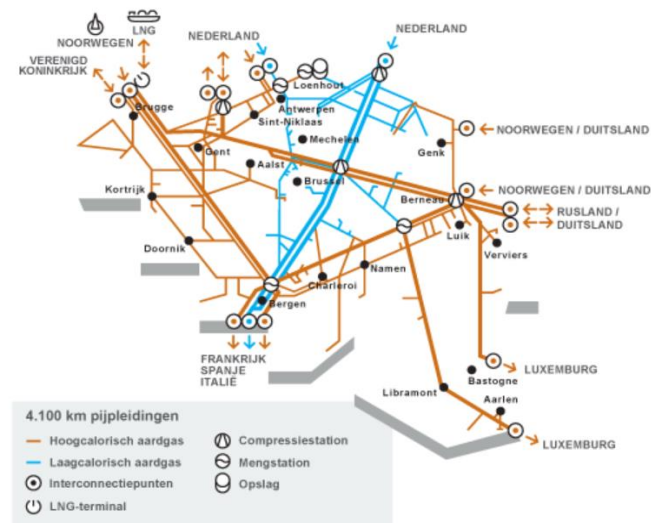 LNG
NOORWEGEN
NEDERLAND
NEDERLAND
VERENIGD
KONINKRIJK
Loenhout
Brugge
Antwerpen
Sint-Niklaas
Mechelen
Genk
NOORWEGEN / DUITSLAND
Gent
Aalst
Brussel
Kortrijk
Berneau
NOORWEGEN / DUITSLAND
RUSLAND /
DUITSLAND
Doornik
Luik
Verviers
Namen
Charleroi
Bergen
FRANKRIJK
SPANJE
ITALIË
LUXEMBURG
Bastogne
Libramont
Aarlen
LUXEMBURG
4.100 km pijpleidingen
Hoogcalorisch aardgas
Laagcalorisch aardgas
Interconnectiepunten
LNG-terminal
Compressiestation
Mengstation
Opslag